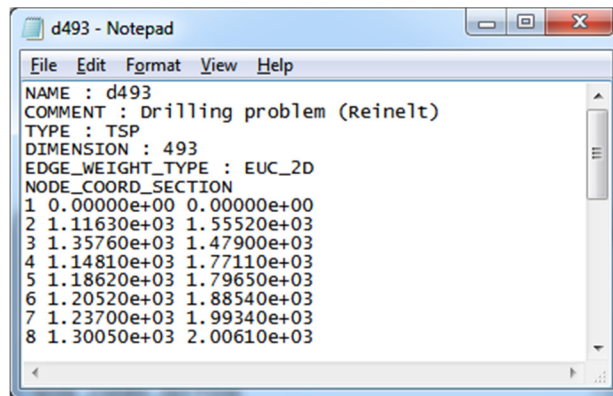 d493 - Notepad
File Edit Format View Help
NAME : d493
COMMENT : Drilling problem (Reinelt)
TYPE : TSP
DIMENSION : 493
EDGE_WEIGHT_TYPE : EUC_2D
NODE_COORD_SECTION
1 0.00000e+00 0.00000e+00
2 1.11630e+03 1.55520e+03
3 1.35760e+03 1.47900e+03
4 1.14810e+03 1.77110e+03
5 1.18620e+03 1.79650e+03
6 1.20520e+03 1.88540e+03
7 1.23700e+03 1.99340e+03
8 1.30050e+03 2.00610e+03